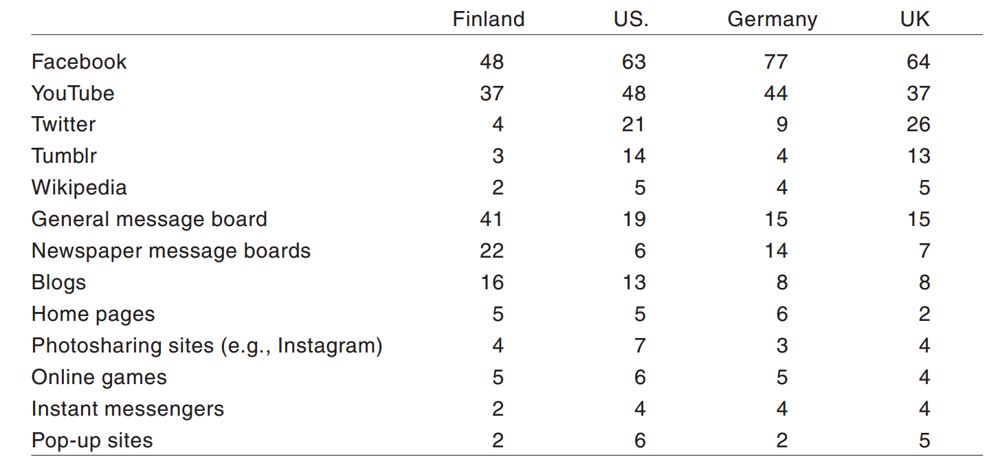 Finland US. Germany UK
Facebook 48 63 77 64
YouTube 37 48 44 37
Twitter 4 21 9 26
Tumblr 3 14 4 13
Wikipedia 2 5 4 5
General message board 41 19 15 15
Newspaper message boards 22 6 14 7
Blogs 16 13 8 8
Home pages 5 5 6 2
Photosharing sites (e.g., Instagram) 4 7 3 4
Online games 5 6 5 4
Instant messengers 2 4 4 4
Pop-up sites 2 6 2 5